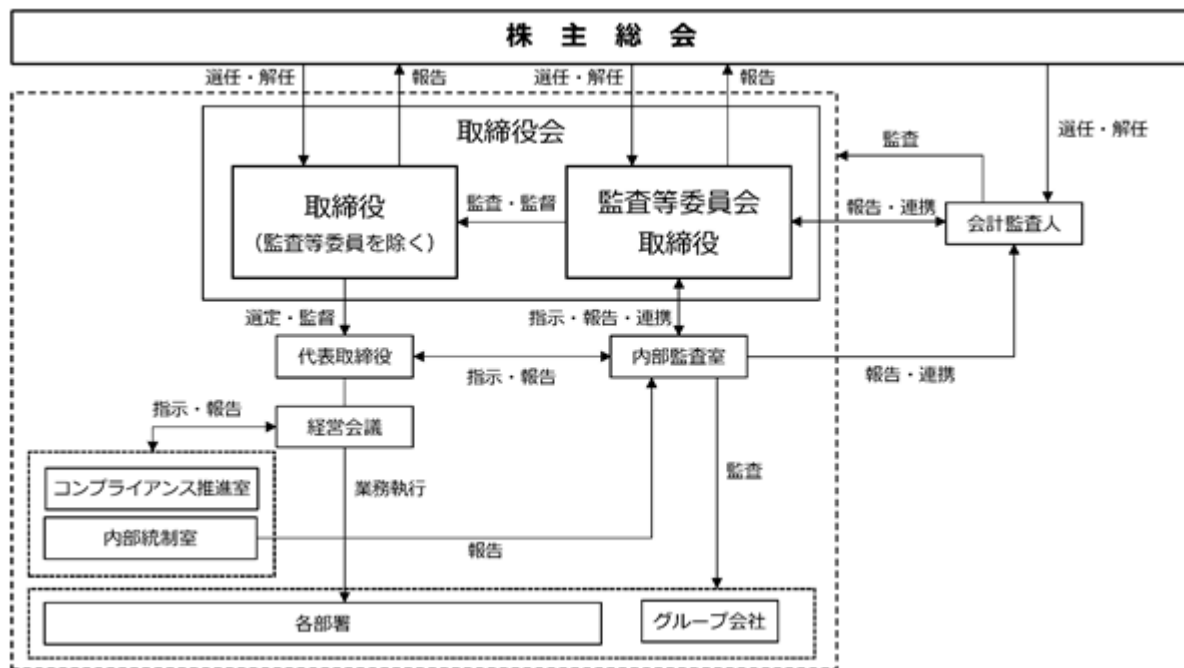 株 主 総 会
選任・解任
報告
選任・解任
報告
選任・解任
取締役会
監査
取締役
(監査等委員を除く)
監査・監督
監査等委員会
取締役
報告・連携
会計監査人
選定・監督
指示・報告・連携
代表取締役
指示・報告
内部監査室
報告・連携
指示・報告
経営会議
コンプライアンス推進室
内部統制室
業務執行
監査
報告
各部署
グループ会社